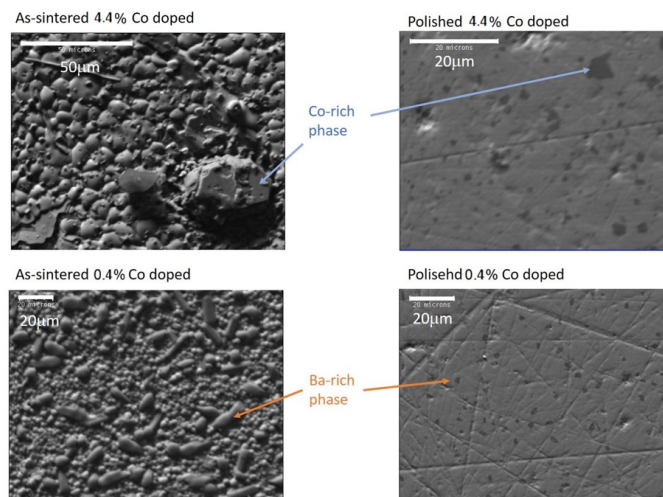 As-sintered 4.4% Co doped
50 microns
50μm
Polished 4.4% Co doped
20 microns
20μm
Co-rich
phase
As-sintered 0.4% Co doped
20 microns
20μm
Polisehd 0.4% Co doped
20 microns
20μm
Ba-rich
phase